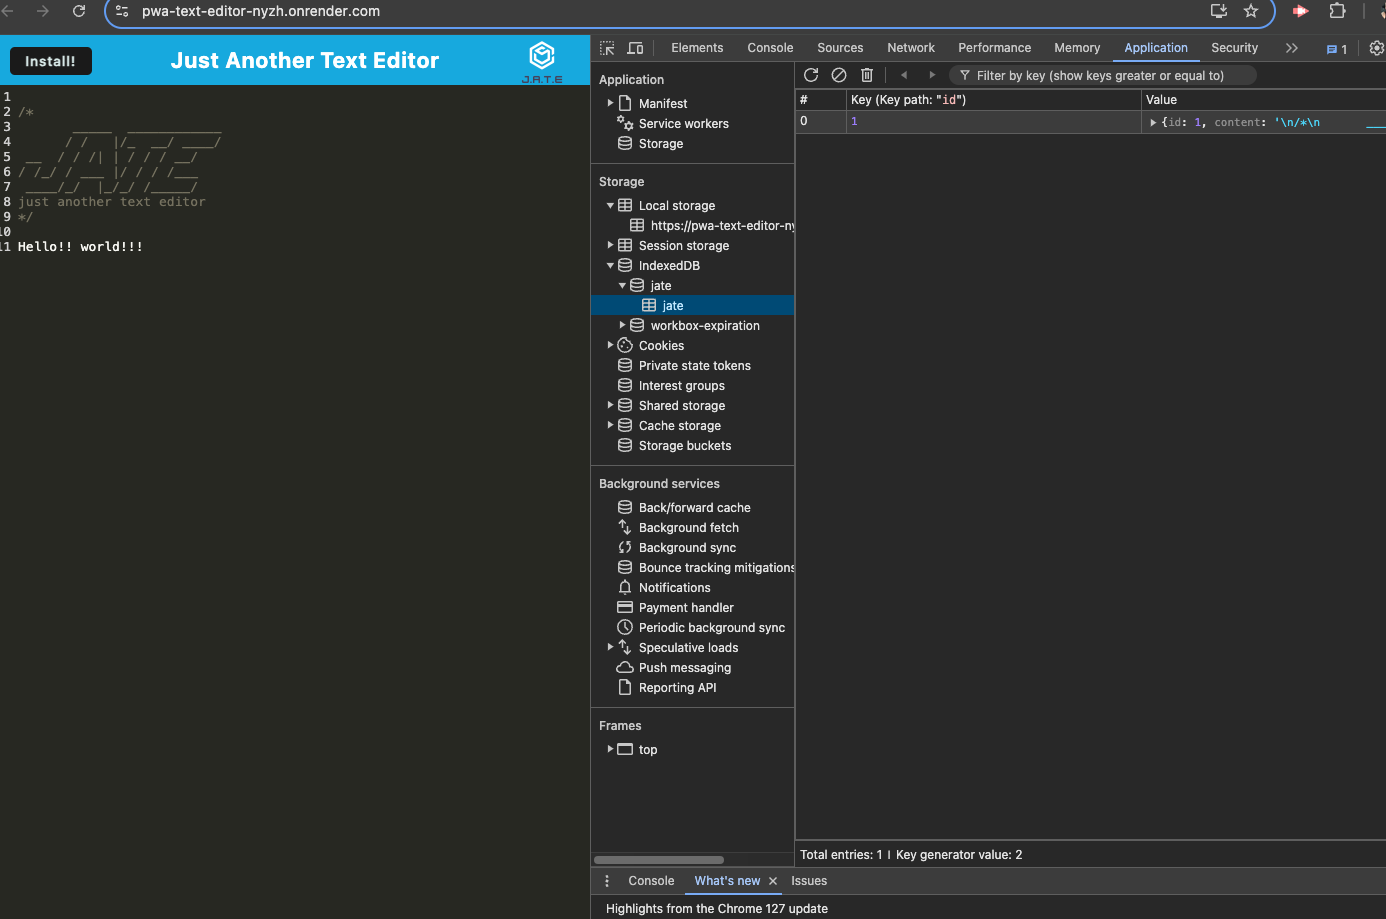 pwa-text-editor-nyzh.onrender.com
Install!
Just Another Text Editor
J.A.T.E
1
2 /*
3         _____  ____________
4       / /   |/_  __/ ____/
5  __  / / /| | / / / __/
6 / /_/ / ___ |/ / / /___
7  ____/_/  |_/_/ /_____/
8 just another text editor
9 */
10
11 Hello!! world!!!
Elements Console Sources Network Performance Memory Application Security 1
Application
Manifest
Service workers
Storage
Storage
Local storage
https://pwa-text-editor-ny
Session storage
IndexedDB
jate
jate
workbox-expiration
Cookies
Private state tokens
Interest groups
Shared storage
Cache storage
Storage buckets
Background services
Back/forward cache
Background fetch
Background sync
Bounce tracking mitigations
Notifications
Payment handler
Periodic background sync
Speculative loads
Push messaging
Reporting API
Frames
top
Filter by key (show keys greater or equal to)
# Key (Key path: "id") Value
0 1 {id: 1, content: '\n/*\n ___
Total entries: 1 | Key generator value: 2
Console What's new Issues
Highlights from the Chrome 127 update